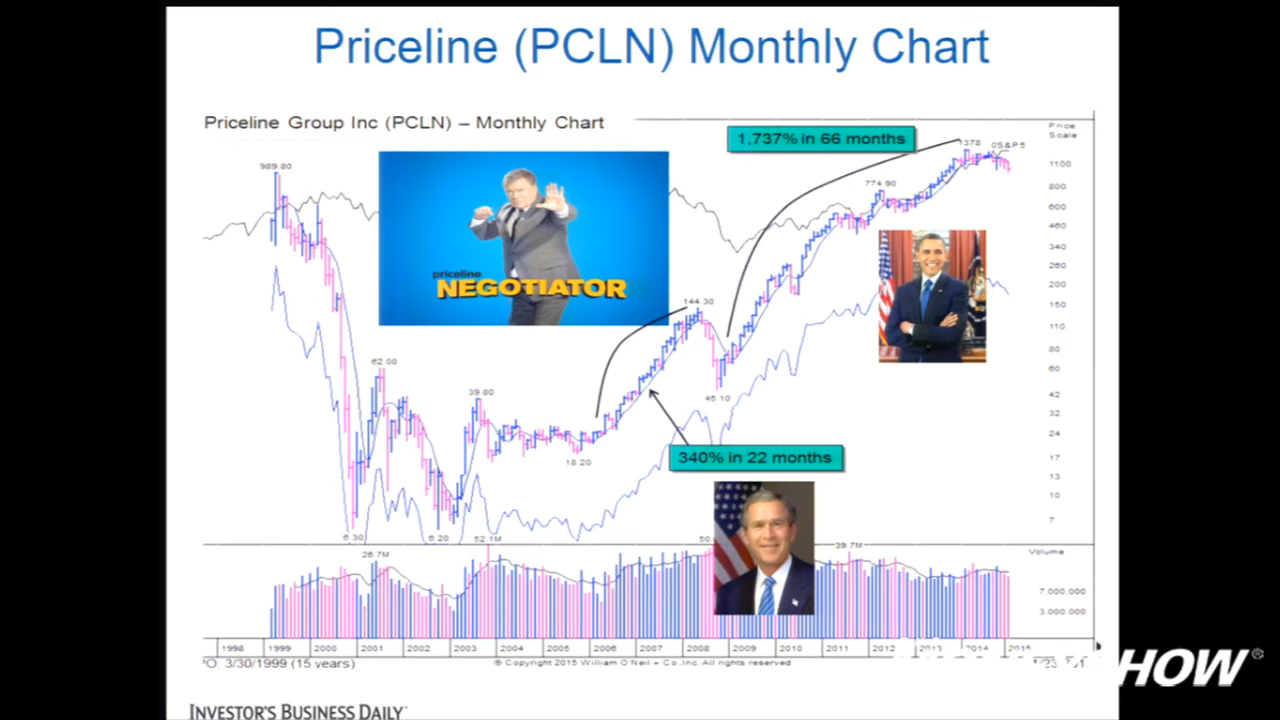 Priceline (PCLN) Monthly Chart
Priceline Group Inc (PCLN) – Monthly Chart
1,737% in 66 months
Price
Scale
989.80
1378
0S&P5
1100
774.90
800
600
460
340
260
200
priceline
NEGOTIATOR
144.30
150
110
80
62.00
60
39.80
45.10
42
32
24
340% in 22 months
18.20
17
13
10
7
6.30
6.20
52.1M
50
39.7M
26.7M
Volume
7,000,000
3,000,000
1998 1999 2000 2001 2002 2003 2004 2005 2006 2007 2008 2009 2010 2011 2012 2013 2014 2015
3/30/1999 (15 years)
© Copyright 2015 William O'Neil + Co. Inc. All rights reserved
HOW®
INVESTOR'S BUSINESS DAILY